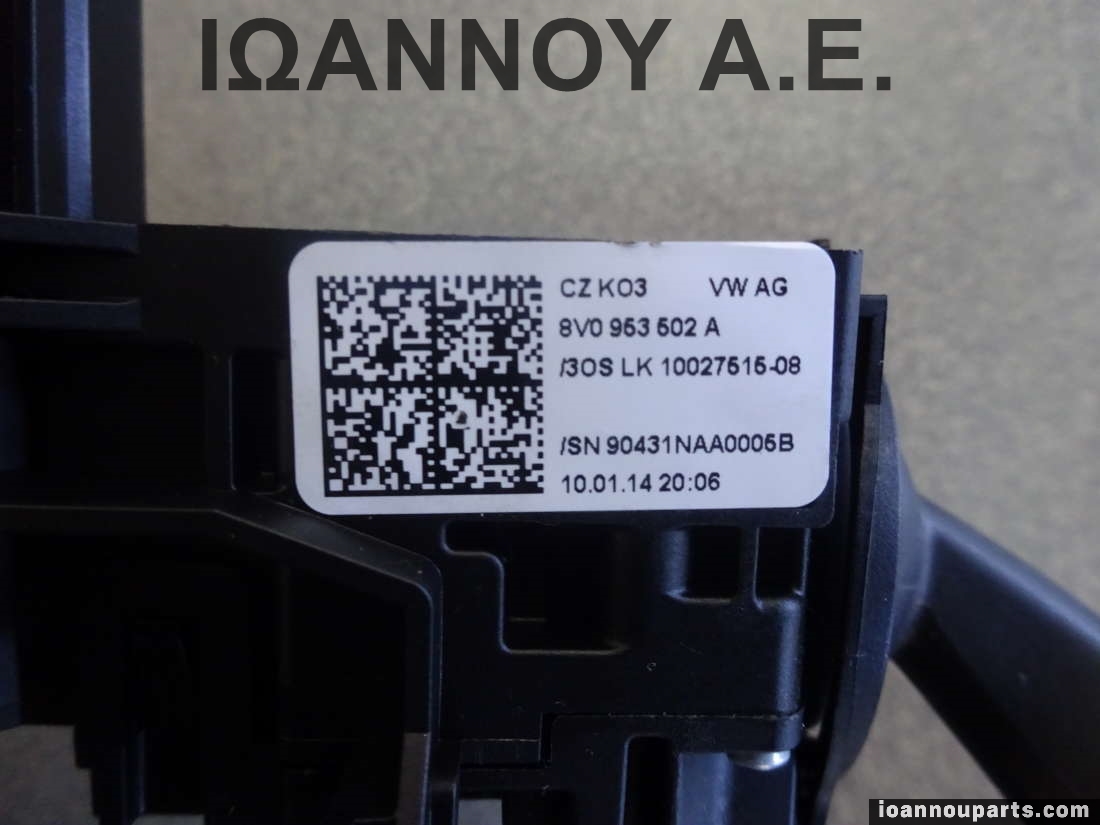 ΙΩΑΝΝΟΥ Α.Ε.
CZ KO3 VW AG
8V0 953 502 A
/3OS LK 10027515-08
/SN 90431NAA0005B
10.01.14 20:06
ioannouparts.com